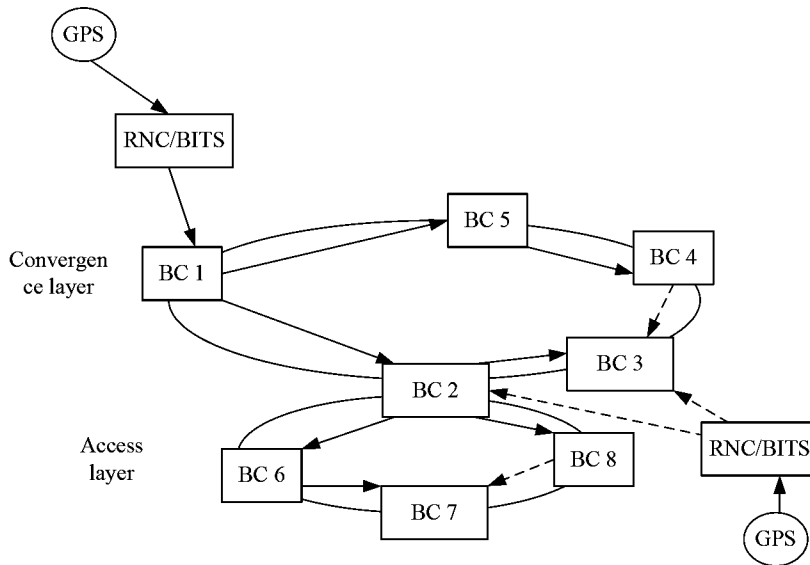 GPS
RNC/BITS
BC 5
BC 4
BC 1
Convergen
ce layer
BC 3
BC 2
Access
layer
BC 8
RNC/BITS
BC 6
BC 7
GPS